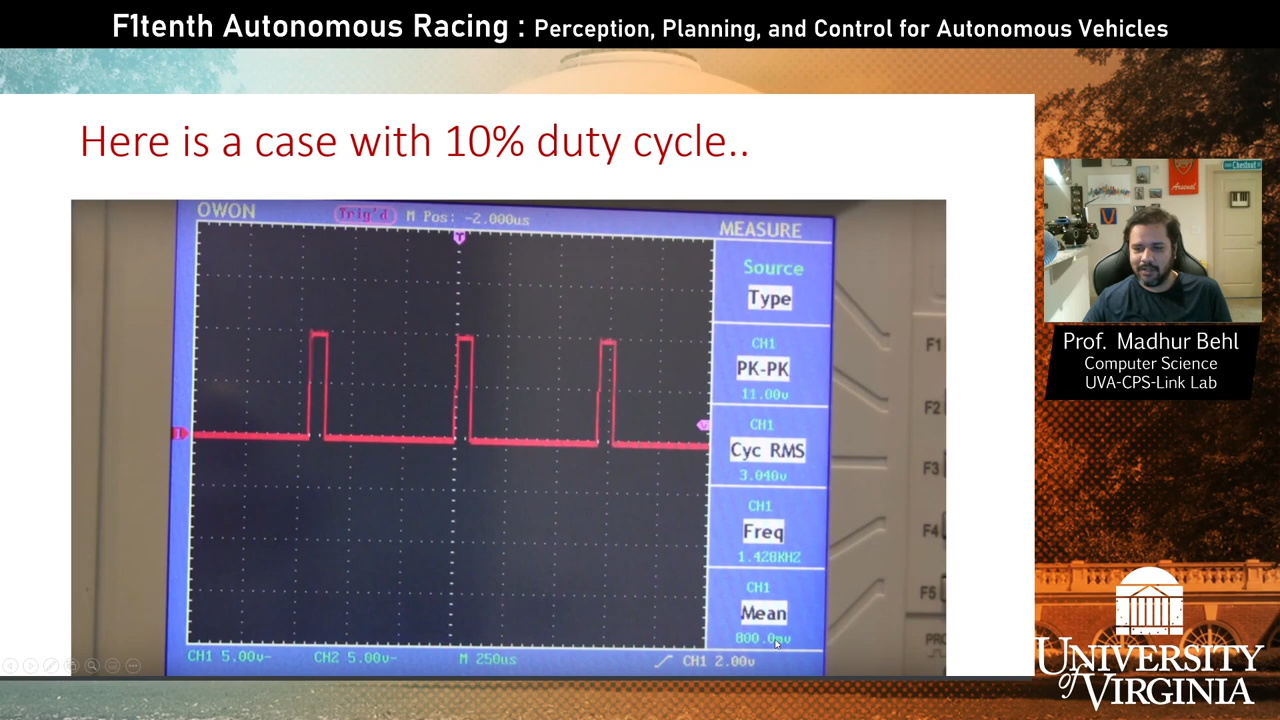 F1tenth Autonomous Racing : Perception, Planning, and Control for Autonomous Vehicles
Here is a case with 10% duty cycle..
OWON
Trig'd
M Pos: -2.000us
MEASURE
Source
Type
CH1
PK-PK
11.00v
CH1
Cyc RMS
3.040v
CH1
Freq
1.428KHZ
CH1
Mean
800.0mv
T
1
F1
F2
F3
F4
F5
CH1 5.00v-
CH2 5.00v-
M 250us
CH1 2.00v
Chestnut
Arsenal
Prof. Madhur Behl
Computer Science
UVA-CPS-Link Lab
UNIVERSITY
of VIRGINIA